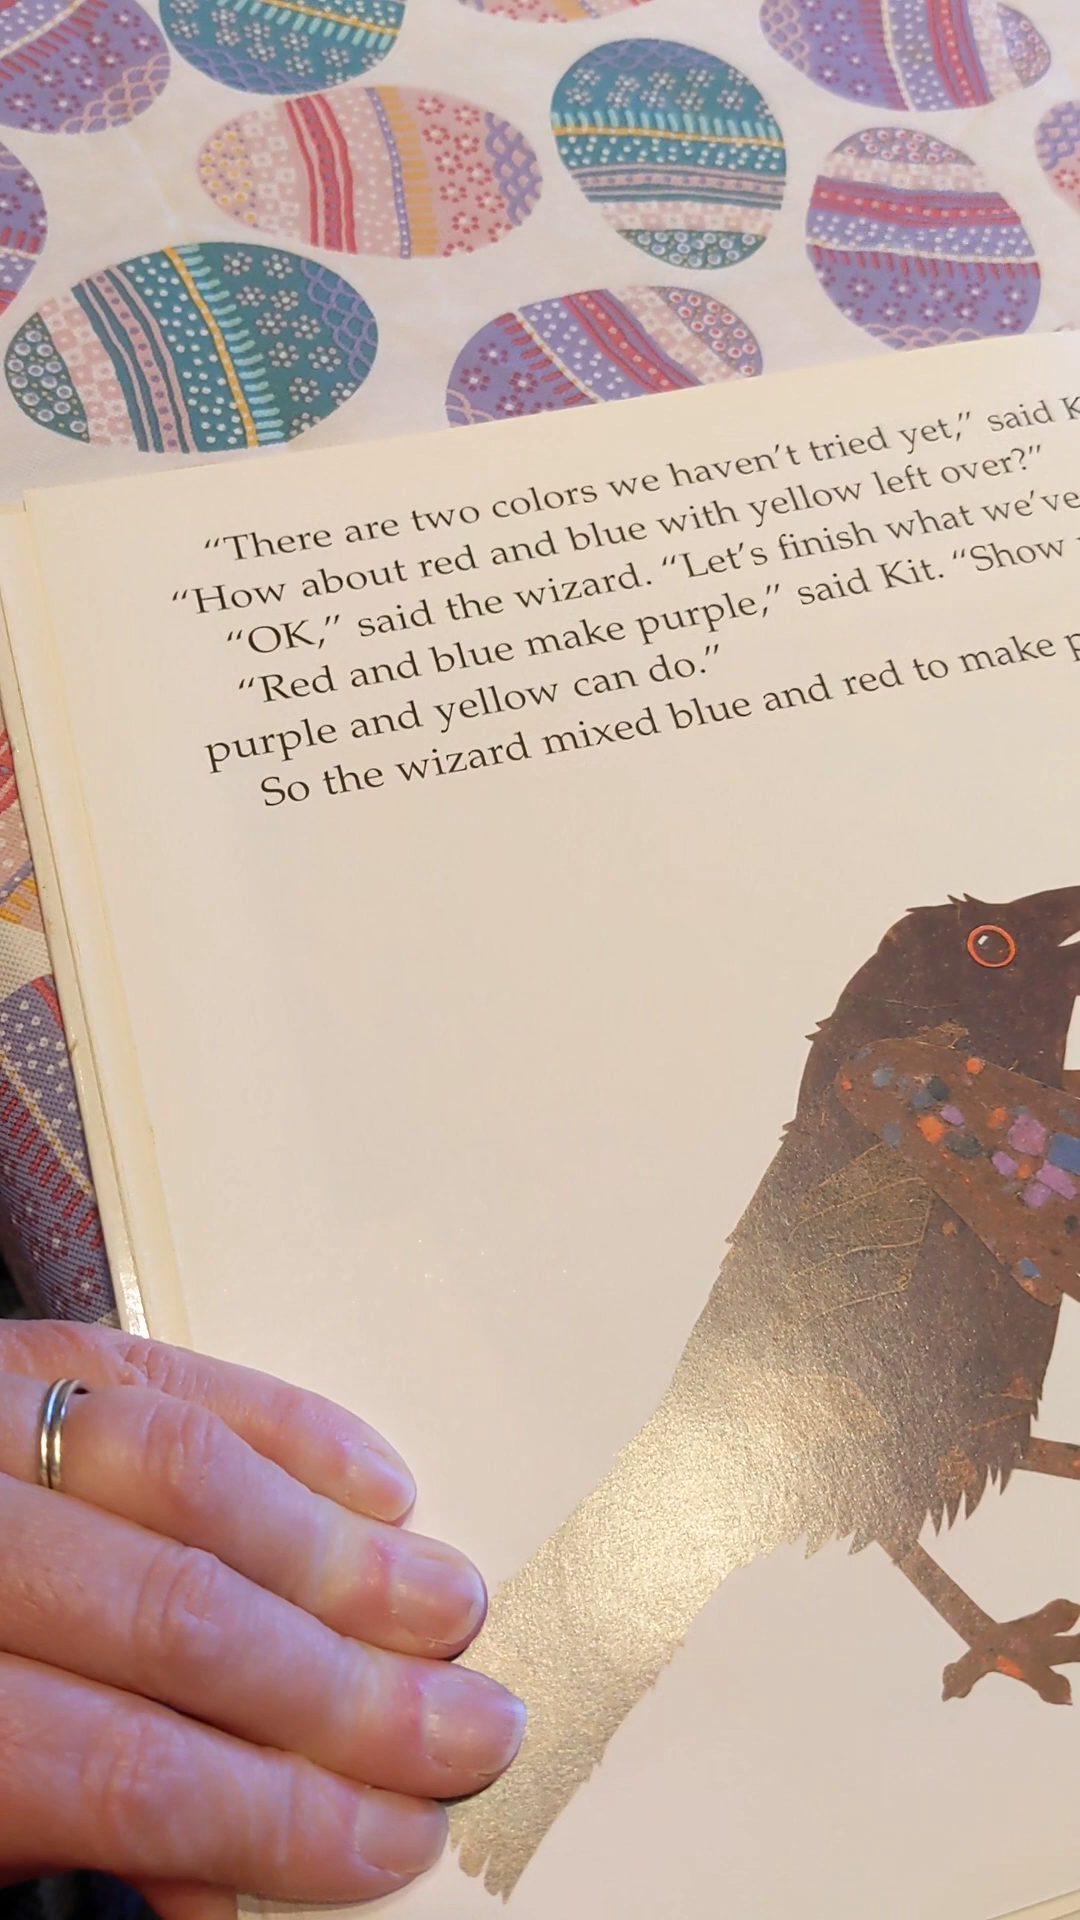 “There are two colors we haven’t tried yet,” said
“How about red and blue with yellow left over?”
“OK,” said the wizard. “Let’s finish what we’ve
“Red and blue make purple,” said Kit. “Show
purple and yellow can do.”
So the wizard mixed blue and red to make